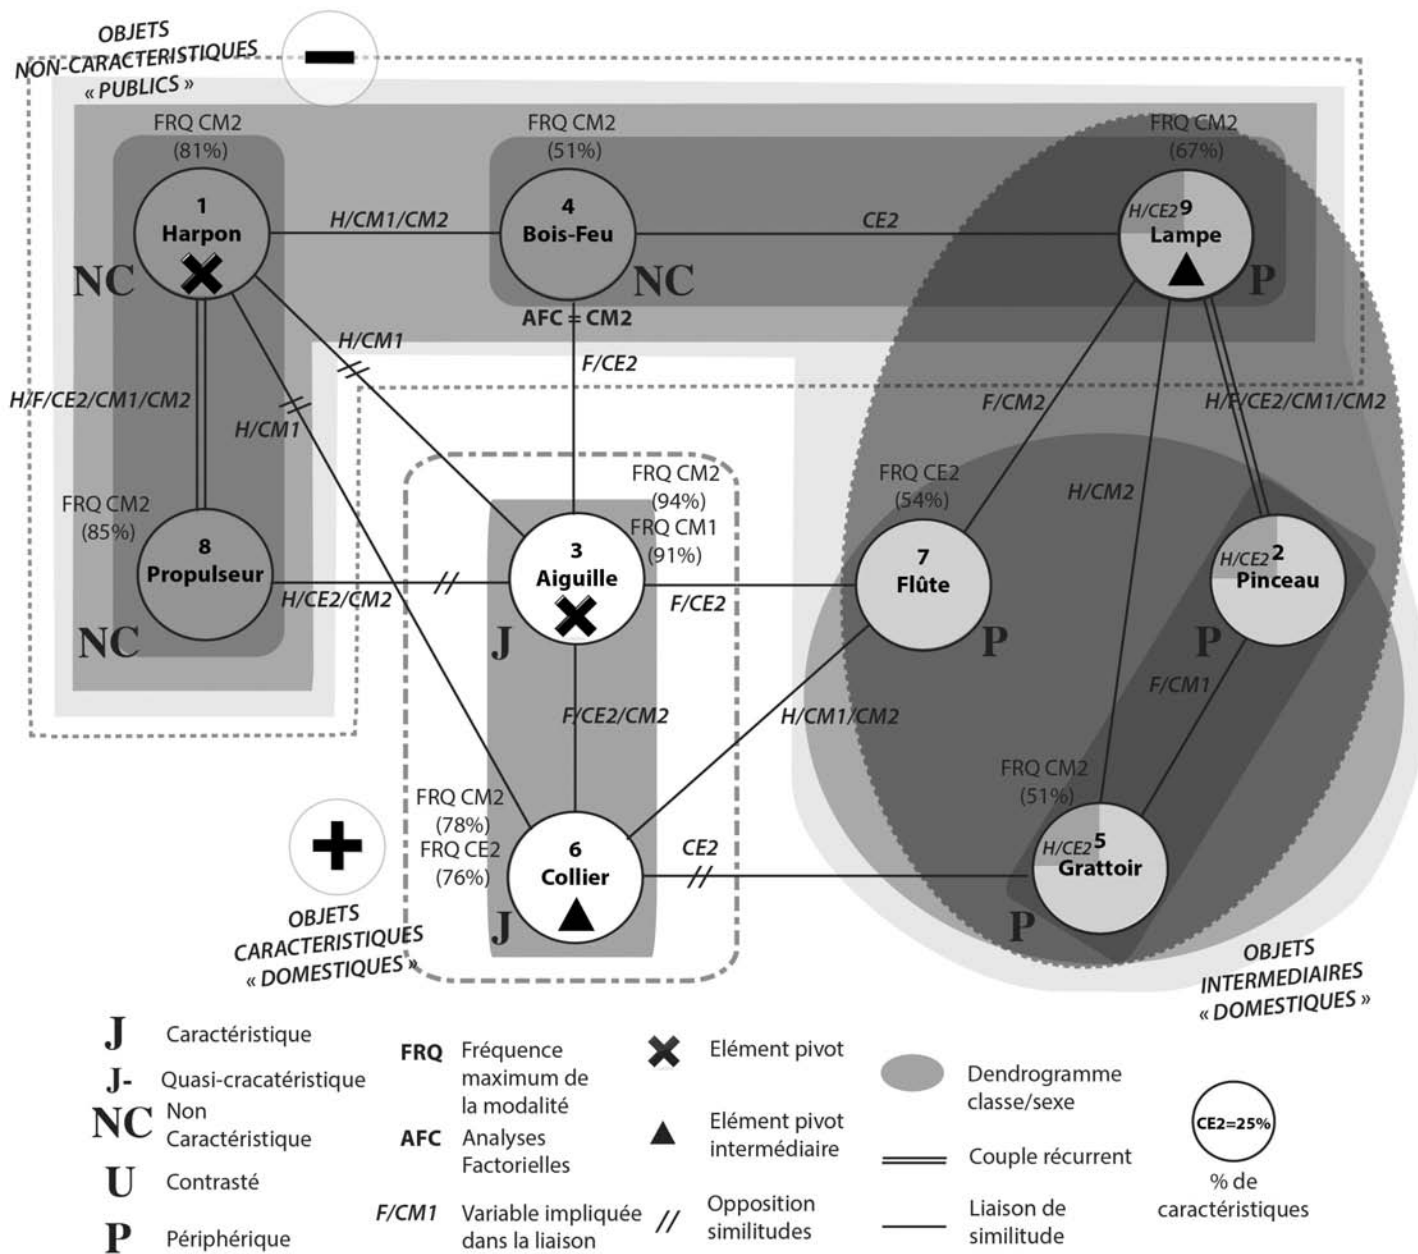 OBJETS
NON-CARACTERISTIQUES
« PUBLICS »
FRQ CM2
(81%)
FRQ CM2
(51%)
FRQ CM2
(67%)
1
Harpon
NC
H/CM1/CM2
4
Bois-Feu
NC
AFC = CM2
CE2
H/CE2
9
Lampe
P
H/CM1
F/CE2
H/F/CE2/CM1/CM2
H/CM1
F/CM2
H/F/CE2/CM1/CM2
FRQ CM2
(85%)
8
Propulseur
NC
H/CE2/CM2
FRQ CM2
(94%)
FRQ CM1
(91%)
3
Aiguille
J
F/CE2
FRQ CE2
(54%)
7
Flûte
P
H/CM2
H/CE2
2
Pinceau
P
F/CE2/CM2
H/CM1/CM2
F/CM1
FRQ CM2
(78%)
FRQ CE2
(76%)
6
Collier
J
CE2
FRQ CM2
(51%)
H/CE2
5
Grattoir
P
OBJETS
CARACTERISTIQUES
« DOMESTIQUES »
OBJETS
INTERMEDIAIRES
« DOMESTIQUES »
J Caractéristique
J- Quasi-cracatéristique
NC Non
Caractéristique
U Contrasté
P Périphérique
FRQ Fréquence
maximum de
la modalité
AFC Analyses
Factorielles
F/CM1 Variable impliquée
dans la liaison
Elément pivot
Elément pivot
intermédiaire
// Opposition
similitudes
Dendrogramme
classe/sexe
Couple récurrent
Liaison de
similitude
CE2=25%
% de
caractéristiques